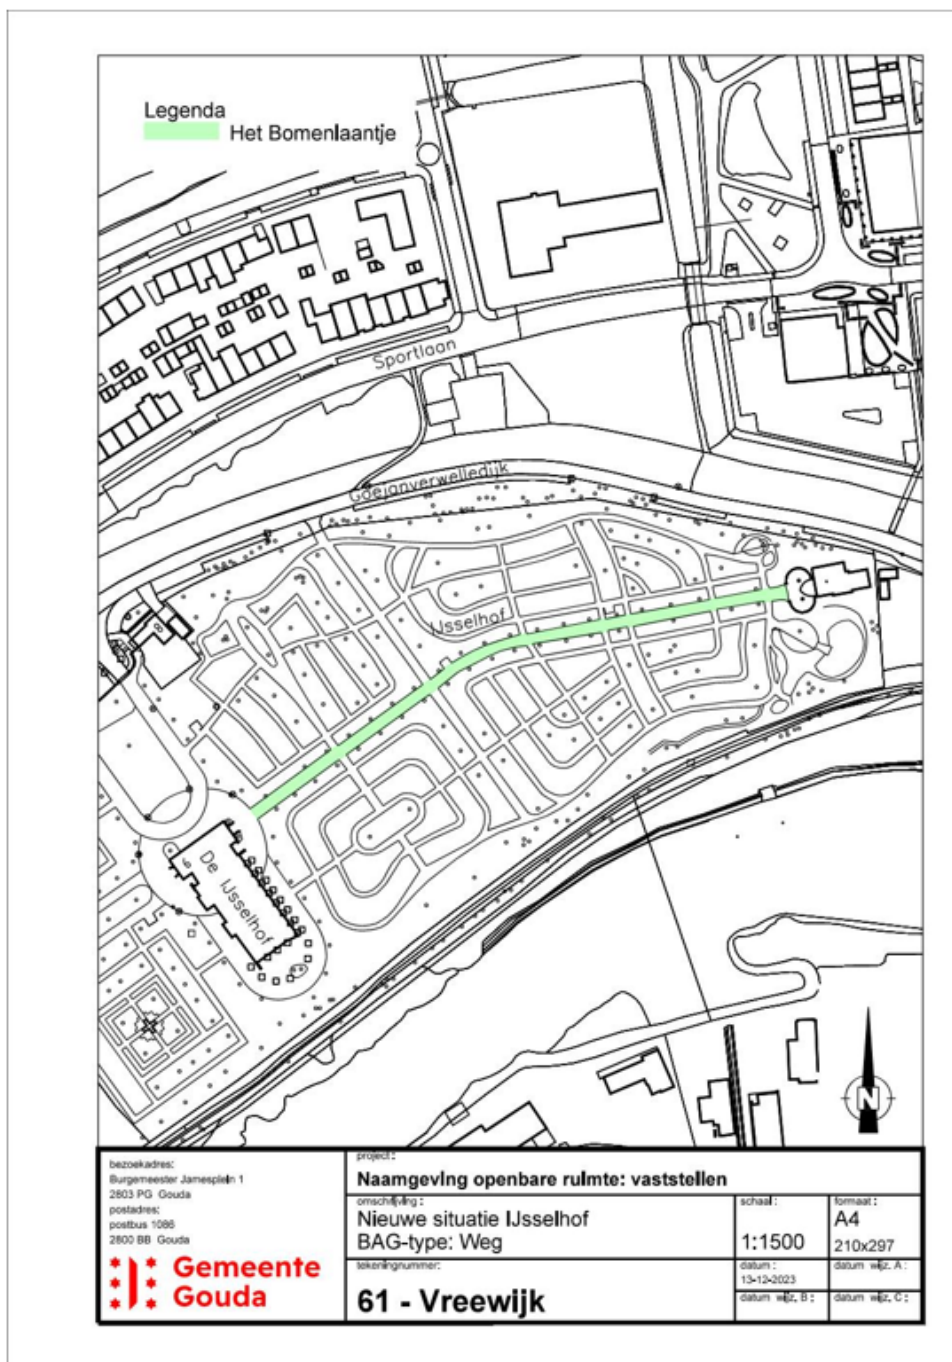 Legenda
Het Bomenlaantje
Sportlaan
Goejanverwelledijk
IJsselhof
De IJsselhof
N
bezoekadres:
Burgemeester Jamesplein 1
2803 PG Gouda
postadres:
postbus 1086
2800 BB Gouda
Gemeente
Gouda
project:
Naamgeving openbare ruimte: vaststellen
omschrijving:
Nieuwe situatie IJsselhof
BAG-type: Weg
schaal:
1:1500
formaat:
A4
210x297
tekeningnummer:
61 - Vreewijk
datum:
13-12-2023
datum wijz. A:
datum wijz. B:
datum wijz. C: